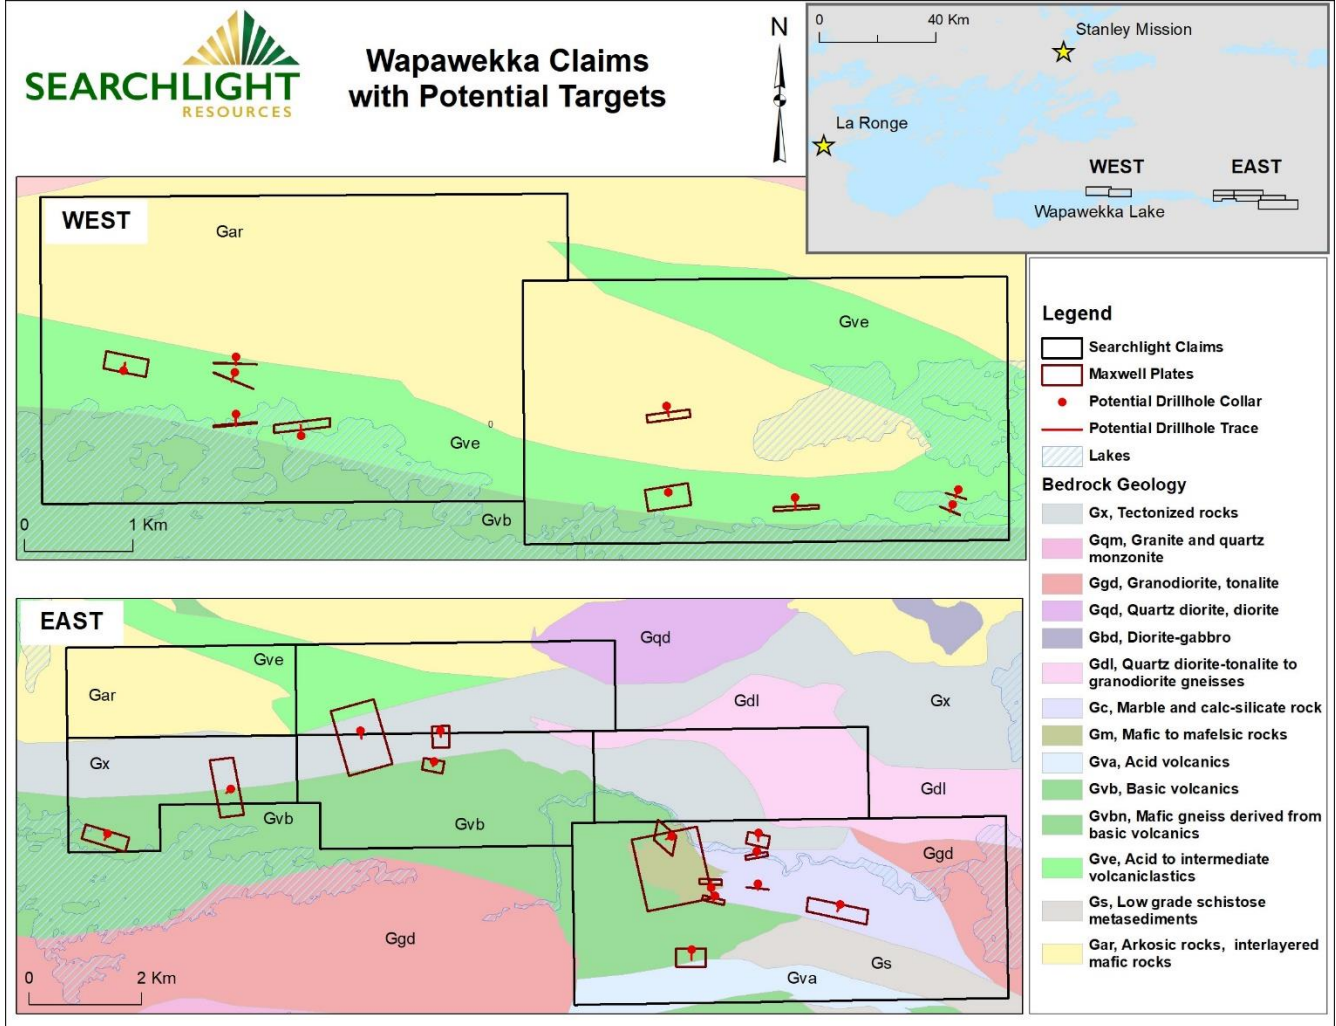 SEARCHLIGHT
RESOURCES
Wapawekka Claims
with Potential Targets
N
0 40 Km
Stanley Mission
La Ronge
WEST EAST
Wapawekka Lake
WEST
Gar
Gve
Gve
Gvb
0
0 1 Km
EAST
Gqd
Gve
Gar
Gdl
Gx
Gx
Gdl
Gvb
Gvb
Ggd
Ggd
Gs
Gva
0 2 Km
Legend
Searchlight Claims
Maxwell Plates
Potential Drillhole Collar
Potential Drillhole Trace
Lakes
Bedrock Geology
Gx, Tectonized rocks
Gqm, Granite and quartz
monzonite
Ggd, Granodiorite, tonalite
Gqd, Quartz diorite, diorite
Gbd, Diorite-gabbro
Gdl, Quartz diorite-tonalite to
granodiorite gneisses
Gc, Marble and calc-silicate rock
Gm, Mafic to mafelsic rocks
Gva, Acid volcanics
Gvb, Basic volcanics
Gvbn, Mafic gneiss derived from
basic volcanics
Gve, Acid to intermediate
volcaniclastics
Gs, Low grade schistose
metasediments
Gar, Arkosic rocks, interlayered
mafic rocks